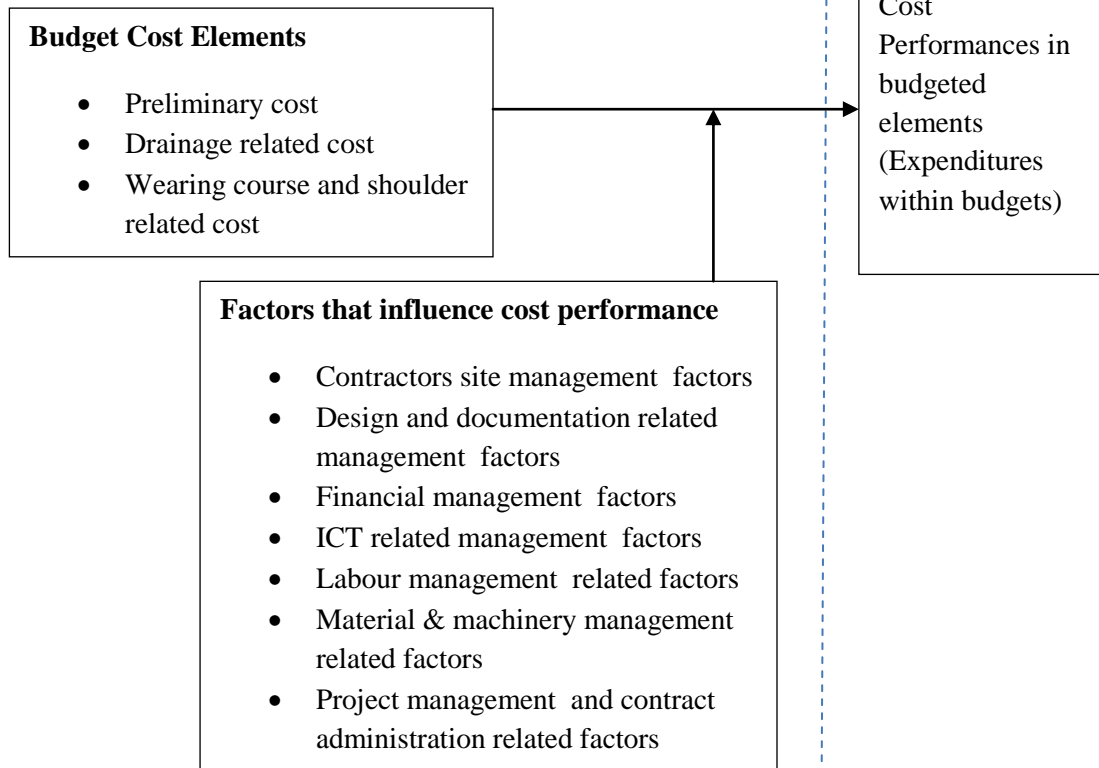 Budget Cost Elements
• Preliminary cost
• Drainage related cost
• Wearing course and shoulder
related cost
Cost
Performances in
budgeted
elements
(Expenditures
within budgets)
Factors that influence cost performance
• Contractors site management factors
• Design and documentation related
management factors
• Financial management factors
• ICT related management factors
• Labour management related factors
• Material & machinery management
related factors
• Project management and contract
administration related factors